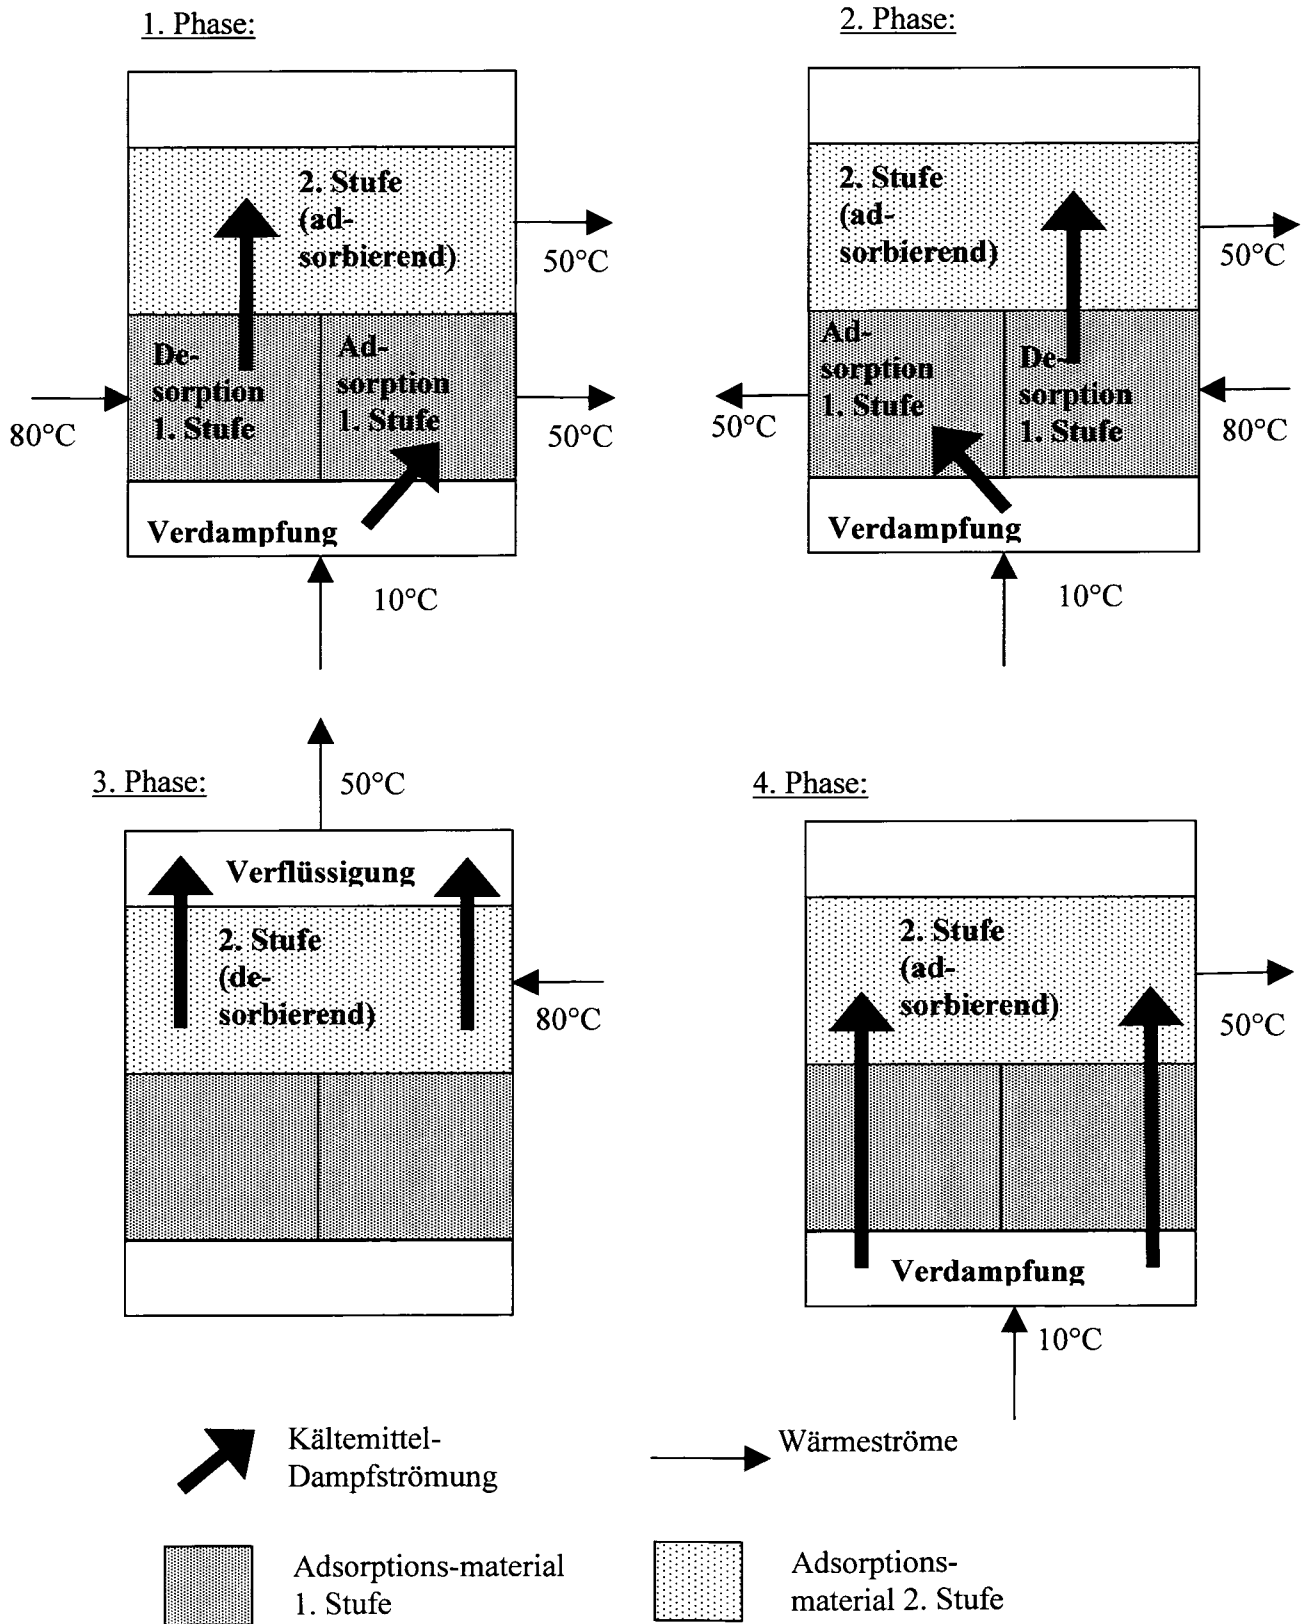 1. Phase:
2. Stufe
(ad-
sorbierend)
50°C
De-
sorption
1. Stufe
Ad-
sorption
1. Stufe
80°C
50°C
Verdampfung
10°C
2. Phase:
2. Stufe
(ad-
sorbierend)
50°C
Ad-
sorption
1. Stufe
De-
sorption
1. Stufe
50°C
80°C
Verdampfung
10°C
3. Phase:
50°C
Verflüssigung
2. Stufe
(de-
sorbierend)
80°C
4. Phase:
2. Stufe
(ad-
sorbierend)
50°C
Verdampfung
10°C
Kältemittel-
Dampfströmung
Wärmeströme
Adsorptions-material
1. Stufe
Adsorptions-
material 2. Stufe